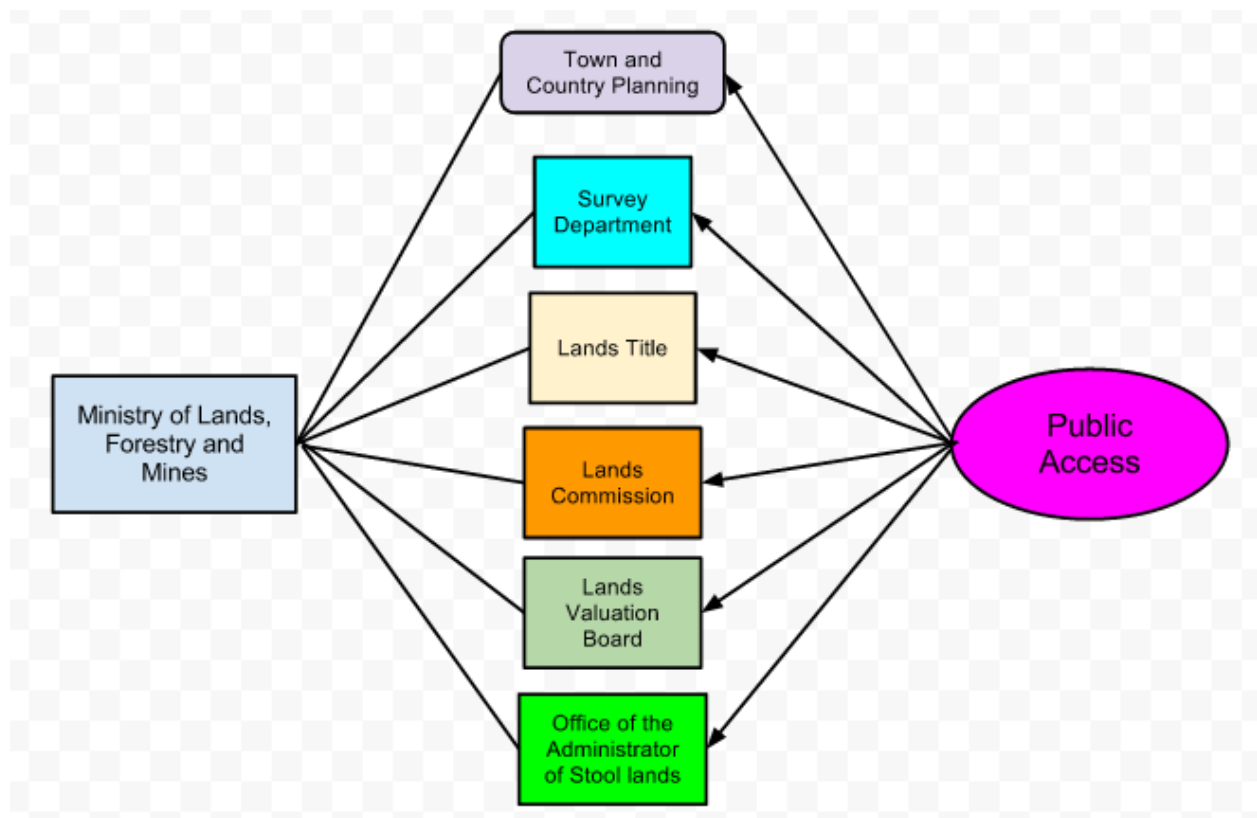 Town and
Country Planning
Survey
Department
Lands Title
Ministry of Lands,
Forestry and
Mines
Public
Access
Lands
Commission
Lands
Valuation
Board
Office of the
Administrator
of Stool lands